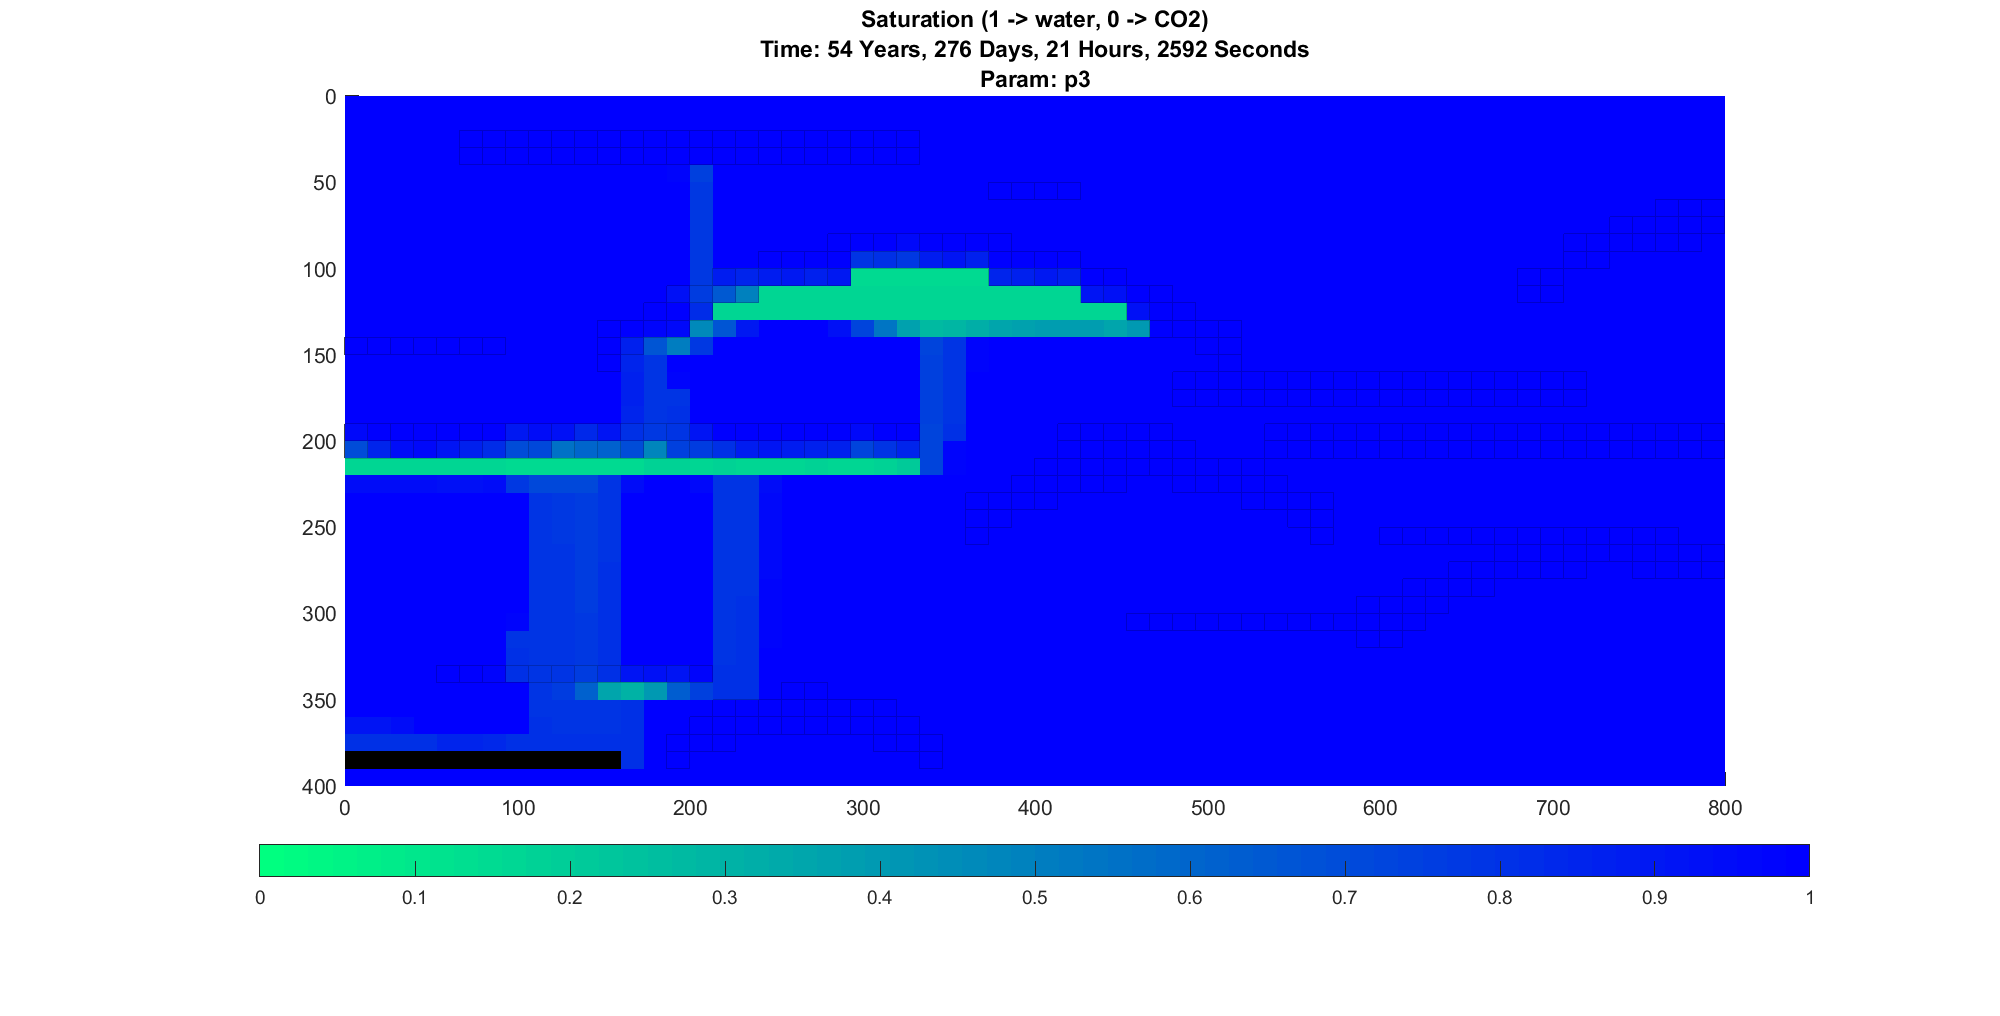 Saturation (1 -> water, 0 -> CO2)
Time: 54 Years, 276 Days, 21 Hours, 2592 Seconds
Param: p3
0
50
100
150
200
250
300
350
400
0 100 200 300 400 500 600 700 800
0 0.1 0.2 0.3 0.4 0.5 0.6 0.7 0.8 0.9 1